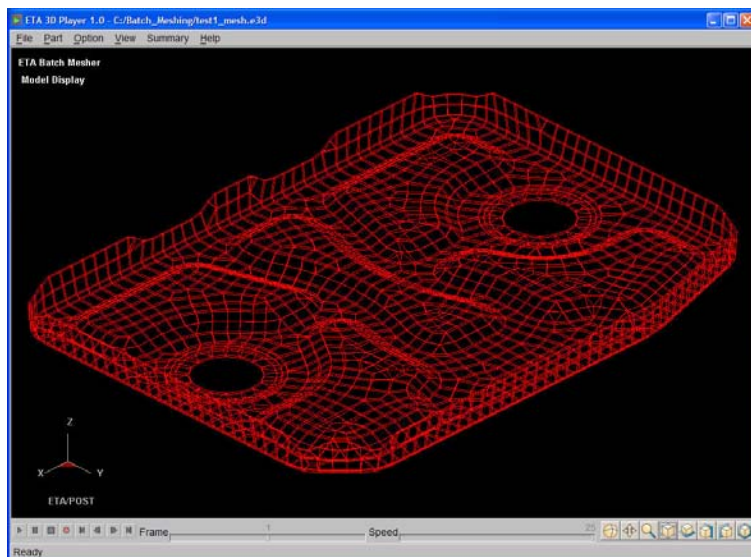 ETA 3D Player 1.0 - C:/Batch_Meshing/test1_mesh.e3d
File Part Option View Summary Help
ETA Batch Mesher
Model Display
Z
X
Y
ETA/POST
Frame 1 Speed 25
Ready